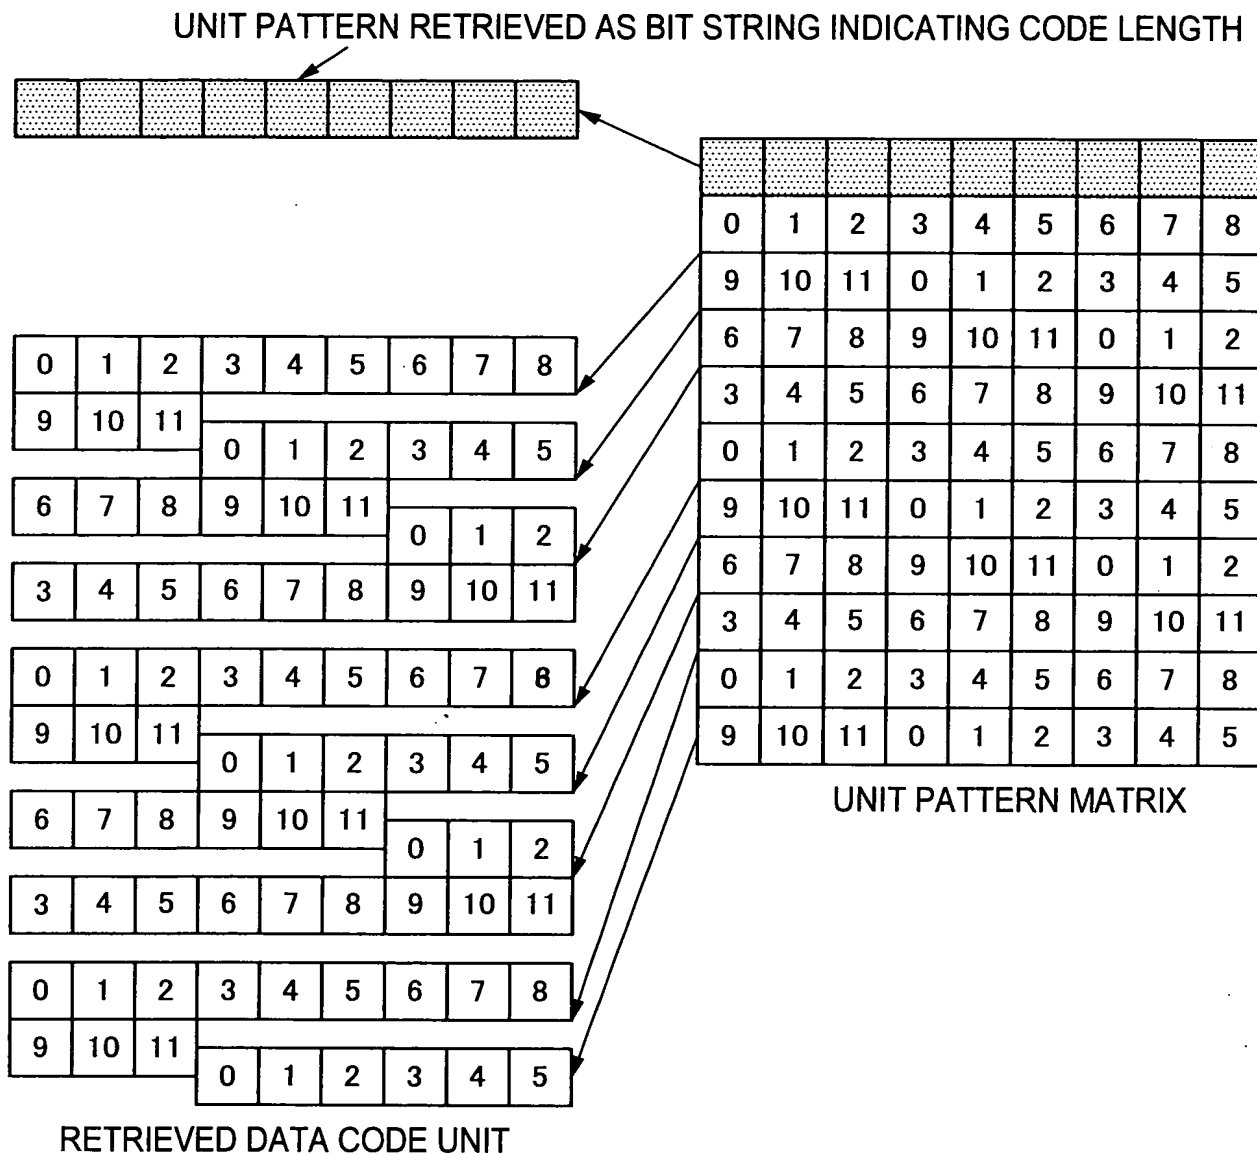 UNIT PATTERN RETRIEVED AS BIT STRING INDICATING CODE LENGTH
0 1 2 3 4 5 6 7 8
9 10 11 0 1 2 3 4 5
6 7 8 9 10 11 0 1 2
3 4 5 6 7 8 9 10 11
0 1 2 3 4 5 6 7 8
9 10 11 0 1 2 3 4 5
6 7 8 9 10 11 0 1 2
3 4 5 6 7 8 9 10 11
0 1 2 3 4 5 6 7 8
9 10 11 0 1 2 3 4 5
UNIT PATTERN MATRIX
0 1 2 3 4 5 6 7 8
9 10 11
0 1 2 3 4 5
6 7 8 9 10 11
0 1 2
3 4 5 6 7 8 9 10 11
0 1 2 3 4 5 6 7 8
9 10 11
0 1 2 3 4 5
6 7 8 9 10 11
0 1 2
3 4 5 6 7 8 9 10 11
0 1 2 3 4 5 6 7 8
9 10 11
0 1 2 3 4 5
RETRIEVED DATA CODE UNIT